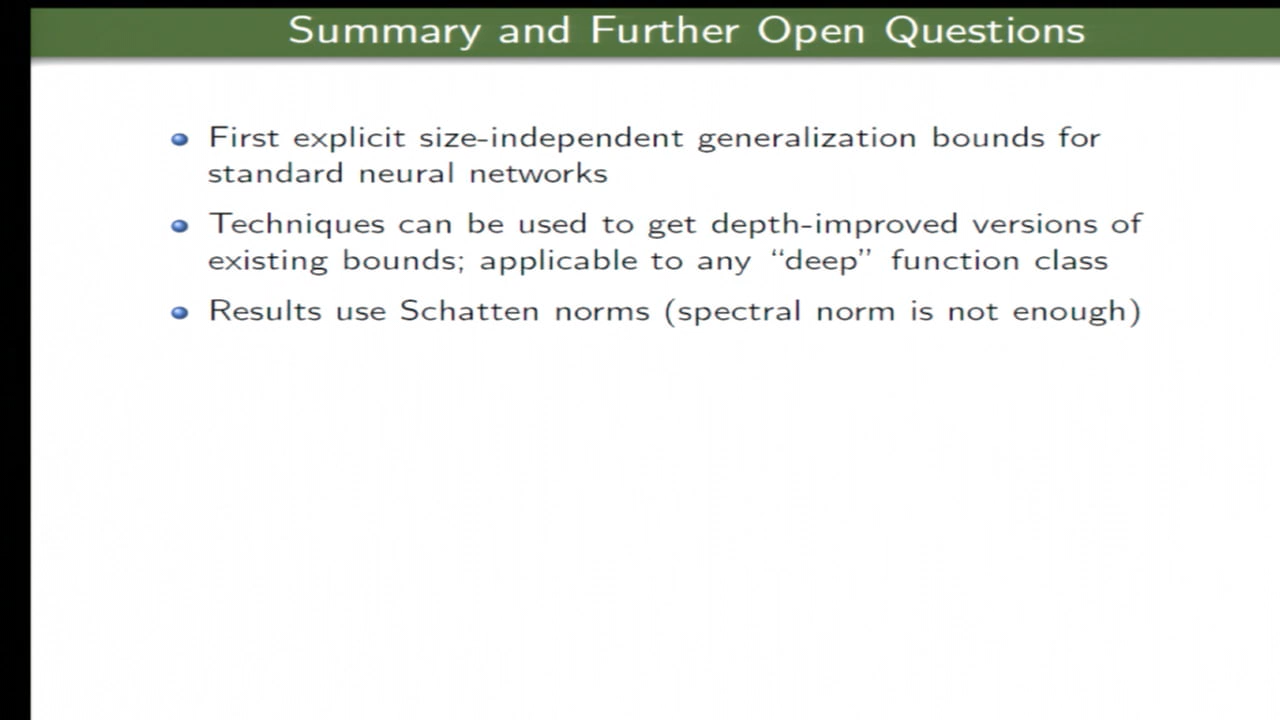 Summary and Further Open Questions
First explicit size-independent generalization bounds for
standard neural networks
Techniques can be used to get depth-improved versions of
existing bounds; applicable to any “deep” function class
Results use Schatten norms (spectral norm is not enough)